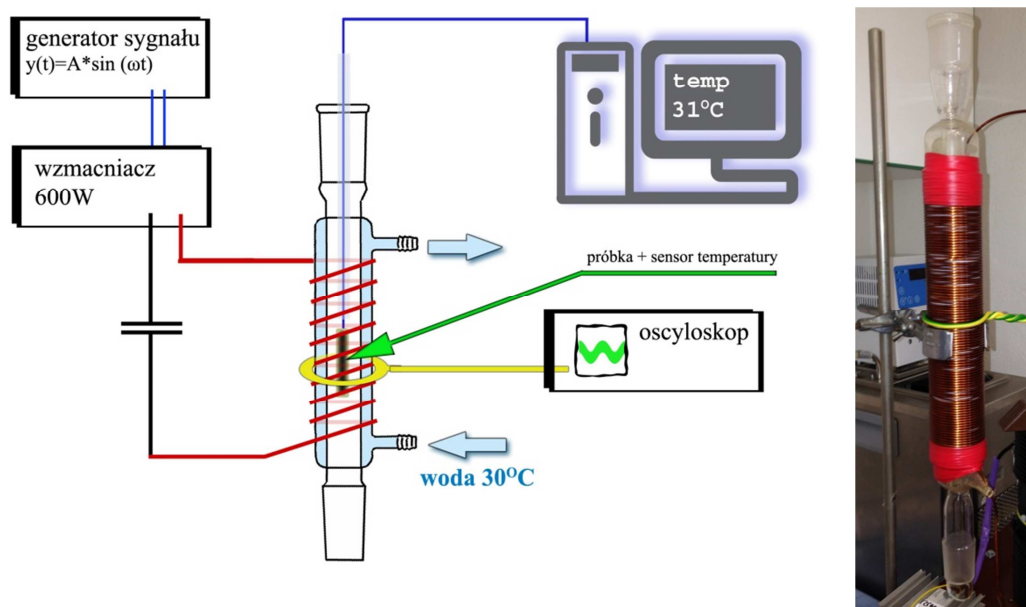 generator sygnału
y(t)=A*sin (ωt)
wzmacniacz
600W
temp
31°C
próbka + sensor temperatury
oscyloskop
woda 30°C